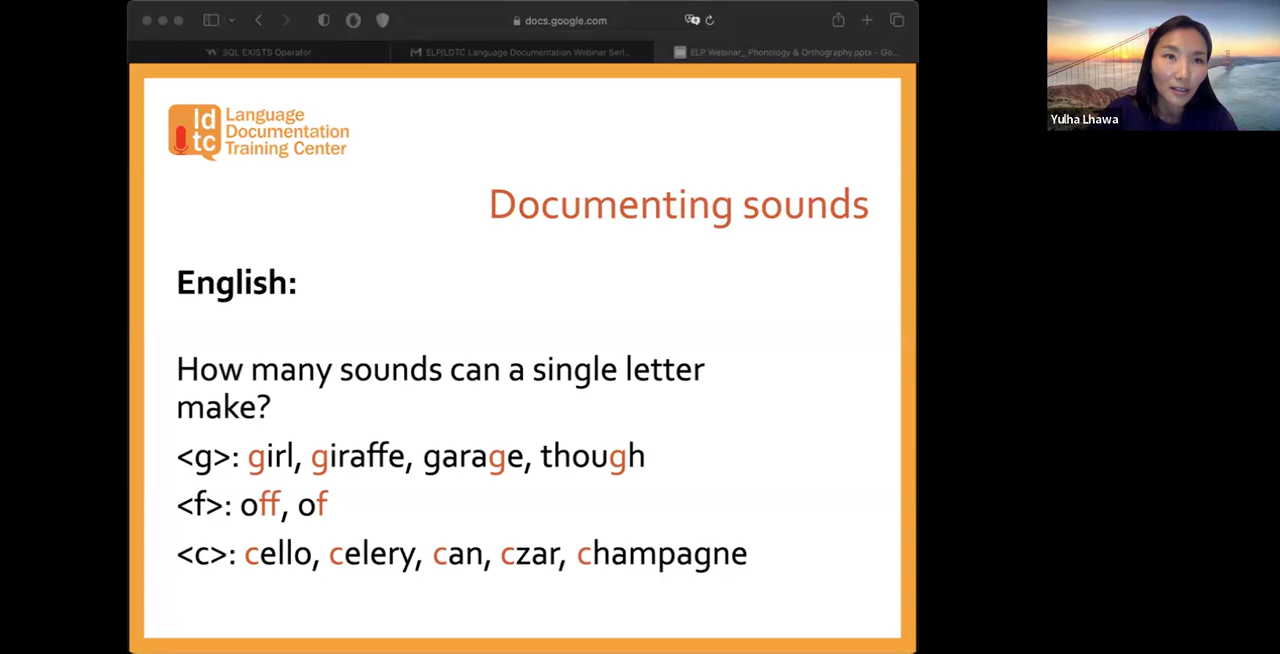 docs.google.com
SQL EXISTS Operator
ELP/LDTC Language Documentation Webinar Seri...
ELP Webinar_ Phonology & Orthography.pptx - Go...
Yulha Lhawa
ld
tc
Language
Documentation
Training Center
Documenting sounds
English:
How many sounds can a single letter
make?
<g>: girl, giraffe, garage, though
<f>: off, of
<c>: cello, celery, can, czar, champagne